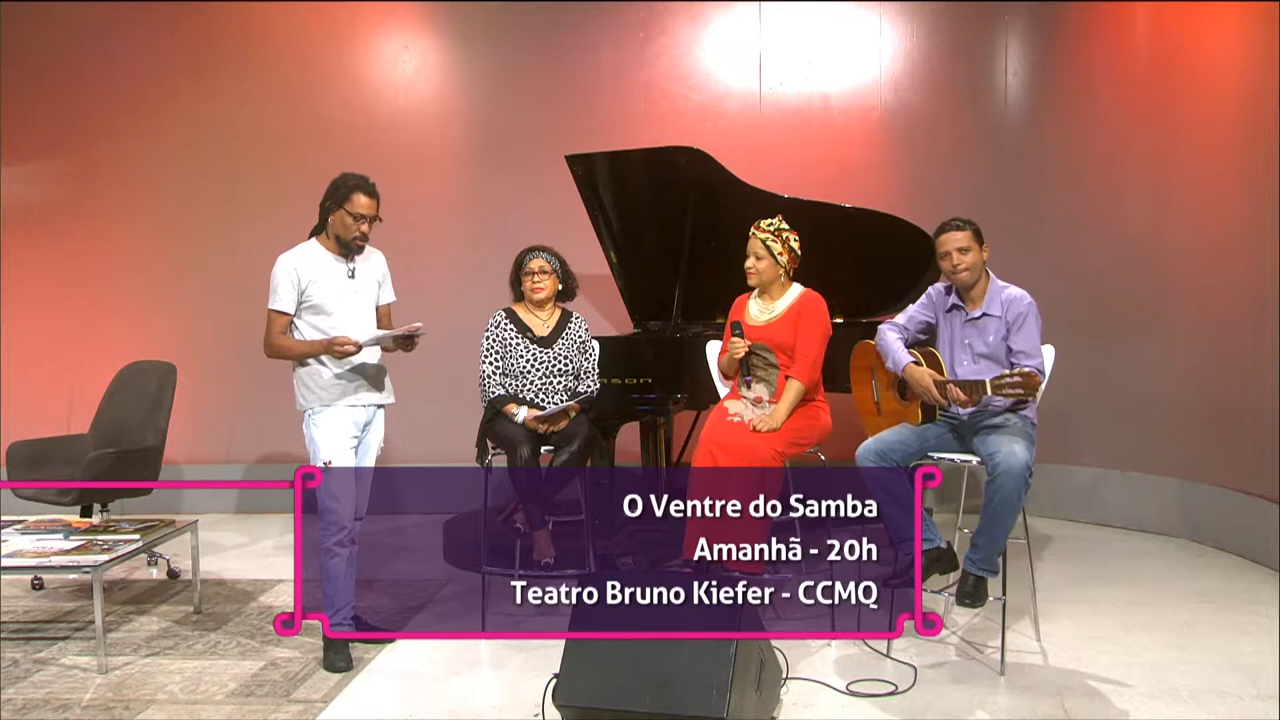 O Ventre do Samba
Amanhã - 20h
Teatro Bruno Kiefer - CCMQ